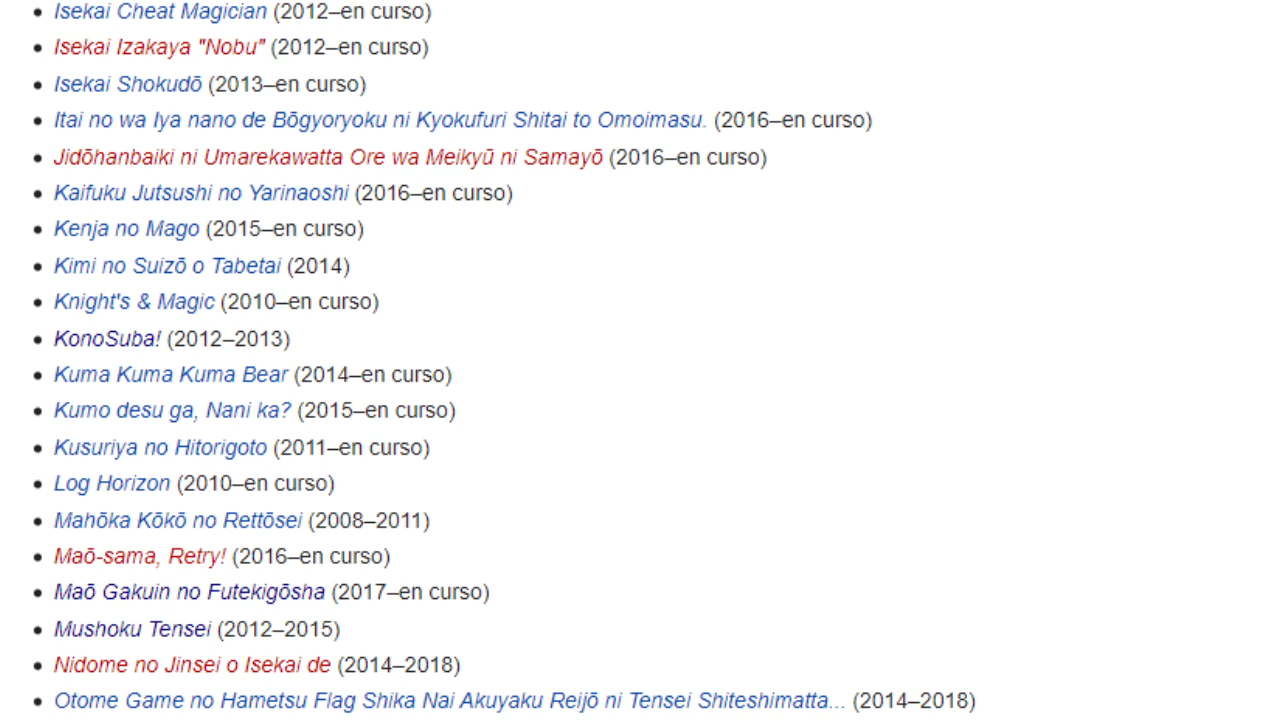 Isekai Cheat Magician (2012–en curso)
Isekai Izakaya "Nobu" (2012–en curso)
Isekai Shokudō (2013–en curso)
Itai no wa Iya nano de Bōgyoryoku ni Kyokufuri Shitai to Omoimasu. (2016–en curso)
Jidōhanbaiki ni Umarekawatta Ore wa Meikyū ni Samayō (2016–en curso)
Kaifuku Jutsushi no Yarinaoshi (2016–en curso)
Kenja no Mago (2015–en curso)
Kimi no Suizō o Tabetai (2014)
Knight's & Magic (2010–en curso)
KonoSuba! (2012–2013)
Kuma Kuma Kuma Bear (2014–en curso)
Kumo desu ga, Nani ka? (2015–en curso)
Kusuriya no Hitorigoto (2011–en curso)
Log Horizon (2010–en curso)
Mahōka Kōkō no Rettōsei (2008–2011)
Maō-sama, Retry! (2016–en curso)
Maō Gakuin no Futekigōsha (2017–en curso)
Mushoku Tensei (2012–2015)
Nidome no Jinsei o Isekai de (2014–2018)
Otome Game no Hametsu Flag Shika Nai Akuyaku Reijō ni Tensei Shiteshimatta... (2014–2018)